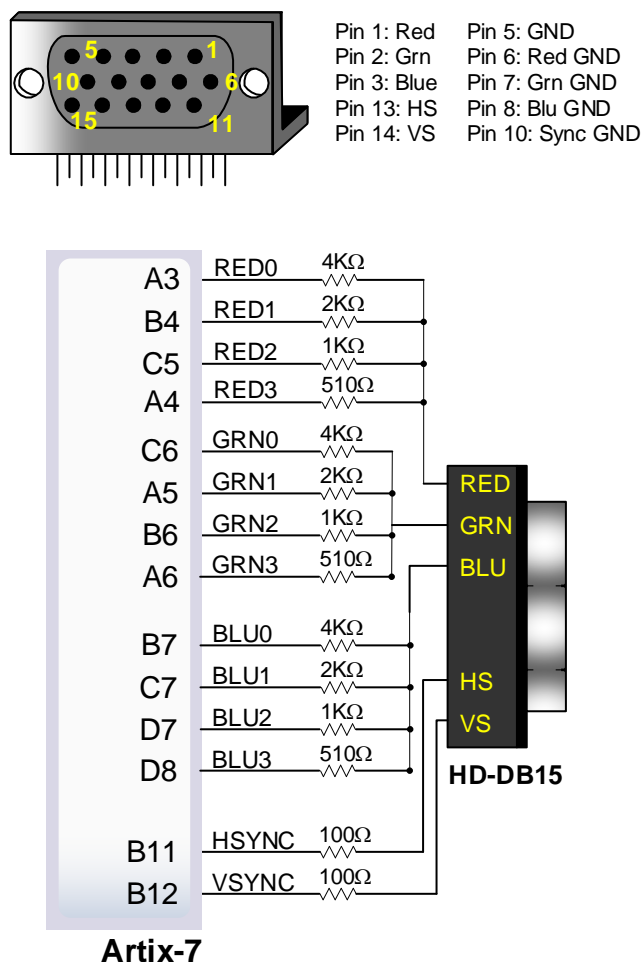 5 1
10 6
15 11
Pin 1: Red Pin 5: GND
Pin 2: Grn Pin 6: Red GND
Pin 3: Blue Pin 7: Grn GND
Pin 13: HS Pin 8: Blu GND
Pin 14: VS Pin 10: Sync GND
A3 RED0 4KΩ
B4 RED1 2KΩ
C5 RED2 1KΩ
A4 RED3 510Ω
C6 GRN0 4KΩ
A5 GRN1 2KΩ
B6 GRN2 1KΩ
A6 GRN3 510Ω
B7 BLU0 4KΩ
C7 BLU1 2KΩ
D7 BLU2 1KΩ
D8 BLU3 510Ω
B11 HSYNC 100Ω
B12 VSYNC 100Ω
RED
GRN
BLU
HS
VS
HD-DB15
Artix-7